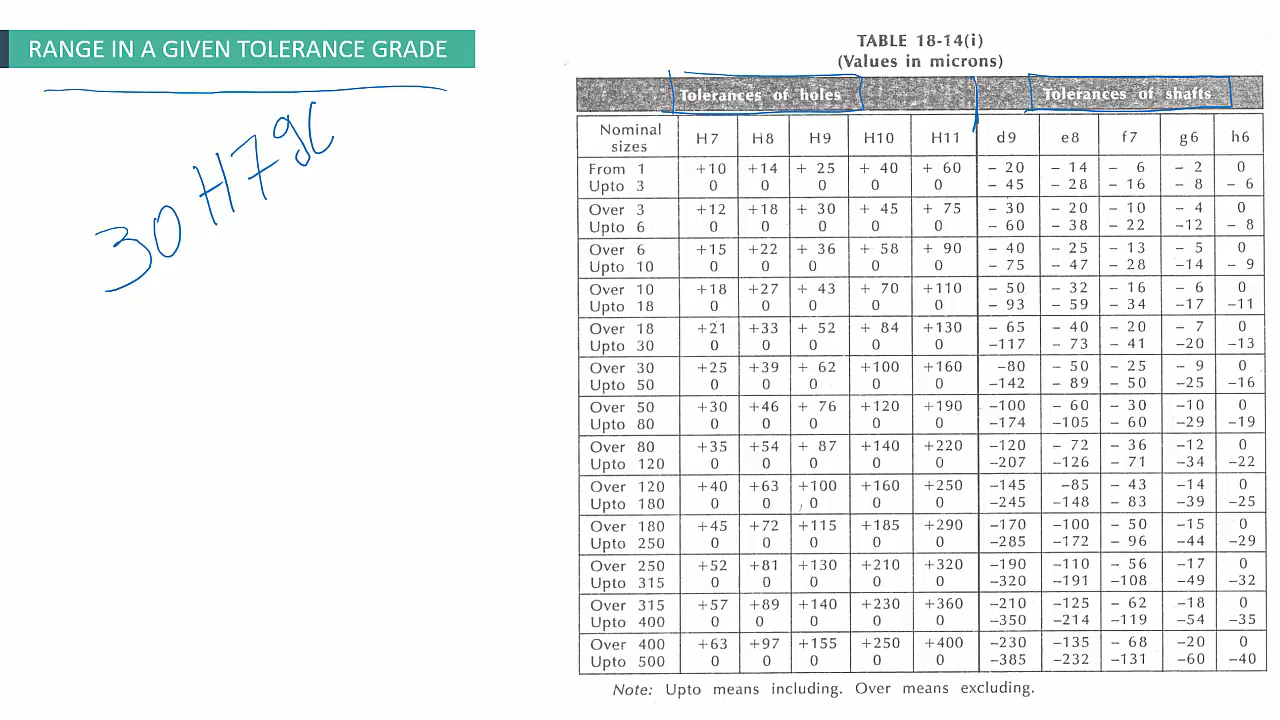 RANGE IN A GIVEN TOLERANCE GRADE
30 H7g6
TABLE 18-14(i)
(Values in microns)
Tolerances of holes Tolerances of shafts
Nominal sizes H7 H8 H9 H10 H11 d9 e8 f7 g6 h6
From 1 +10 +14 + 25 + 40 + 60 − 20 − 14 − 6 − 2 0
Upto 3 0 0 0 0 0 − 45 − 28 − 16 − 8 − 6
Over 3 +12 +18 + 30 + 45 + 75 − 30 − 20 − 10 − 4 0
Upto 6 0 0 0 0 0 − 60 − 38 − 22 −12 − 8
Over 6 +15 +22 + 36 + 58 + 90 − 40 − 25 − 13 − 5 0
Upto 10 0 0 0 0 0 − 75 − 47 − 28 −14 − 9
Over 10 +18 +27 + 43 + 70 +110 − 50 − 32 − 16 − 6 0
Upto 18 0 0 0 0 0 − 93 − 59 − 34 −17 −11
Over 18 +21 +33 + 52 + 84 +130 − 65 − 40 − 20 − 7 0
Upto 30 0 0 0 0 0 −117 − 73 − 41 −20 −13
Over 30 +25 +39 + 62 +100 +160 −80 − 50 − 25 − 9 0
Upto 50 0 0 0 0 0 −142 − 89 − 50 −25 −16
Over 50 +30 +46 + 76 +120 +190 −100 − 60 − 30 −10 0
Upto 80 0 0 0 0 0 −174 −105 − 60 −29 −19
Over 80 +35 +54 + 87 +140 +220 −120 − 72 − 36 −12 0
Upto 120 0 0 0 0 0 −207 −126 − 71 −34 −22
Over 120 +40 +63 +100 +160 +250 −145 −85 − 43 −14 0
Upto 180 0 0 0 0 0 −245 −148 − 83 −39 −25
Over 180 +45 +72 +115 +185 +290 −170 −100 − 50 −15 0
Upto 250 0 0 0 0 0 −285 −172 − 96 −44 −29
Over 250 +52 +81 +130 +210 +320 −190 −110 − 56 −17 0
Upto 315 0 0 0 0 0 −320 −191 −108 −49 −32
Over 315 +57 +89 +140 +230 +360 −210 −125 − 62 −18 0
Upto 400 0 0 0 0 0 −350 −214 −119 −54 −35
Over 400 +63 +97 +155 +250 +400 −230 −135 − 68 −20 0
Upto 500 0 0 0 0 0 −385 −232 −131 −60 −40
Note: Upto means including. Over means excluding.